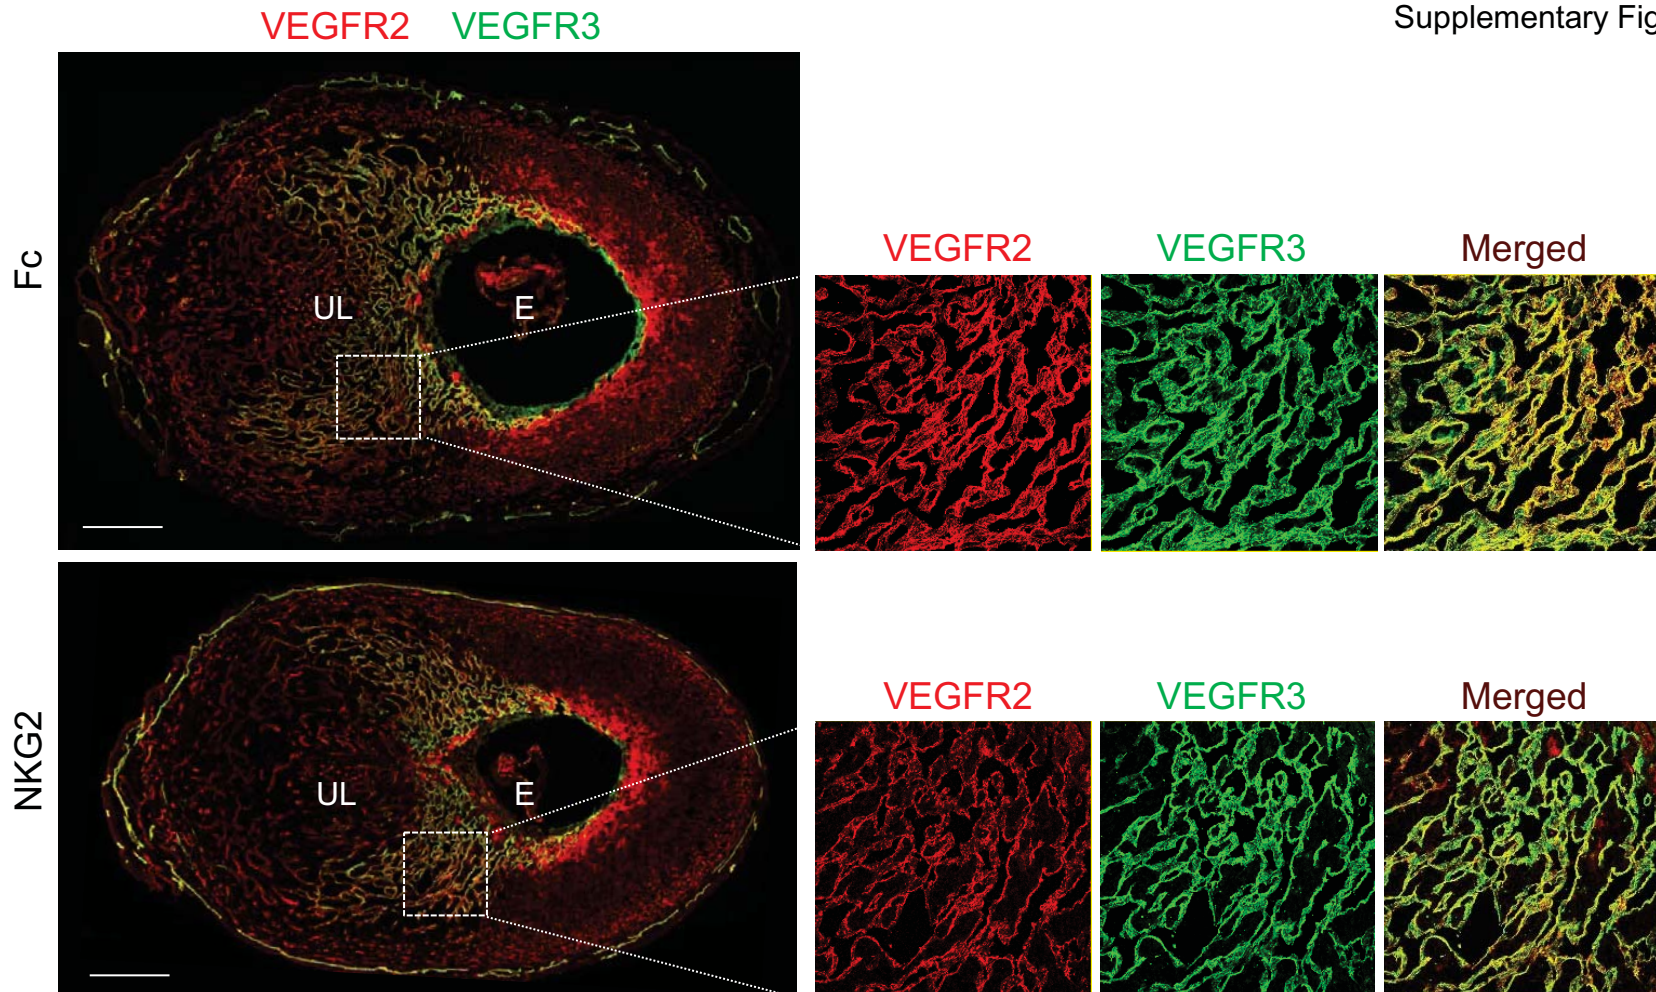 Supplementary Fig
VEGFR2 VEGFR3
Fc
UL
E
VEGFR2
VEGFR3
Merged
NKG2
UL
E
VEGFR2
VEGFR3
Merged